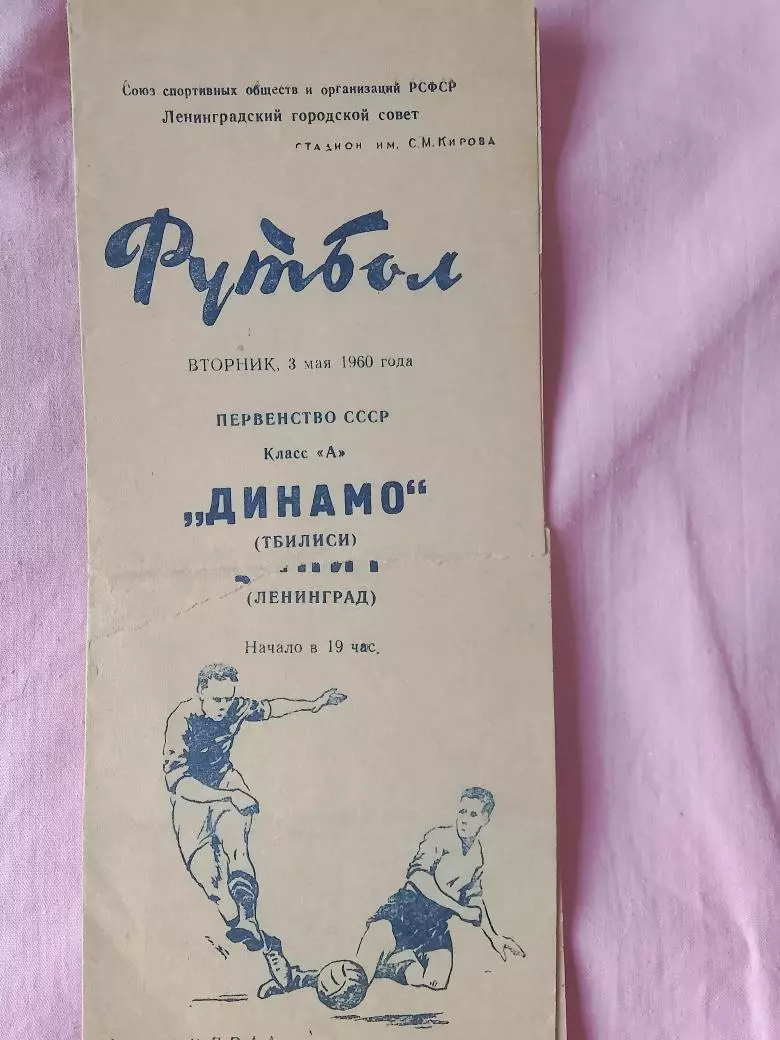 Союз спортивных обществ и организаций РСФСР
Ленинградский городской совет
СТАДИОН ИМ. С.М.КИРОВА
Футбол
ВТОРНИК, 3 мая 1960 года
ПЕРВЕНСТВО СССР
Класс «А»
„ДИНАМО“
(ТБИЛИСИ)
(ЛЕНИНГРАД)
Начало в 19 час.